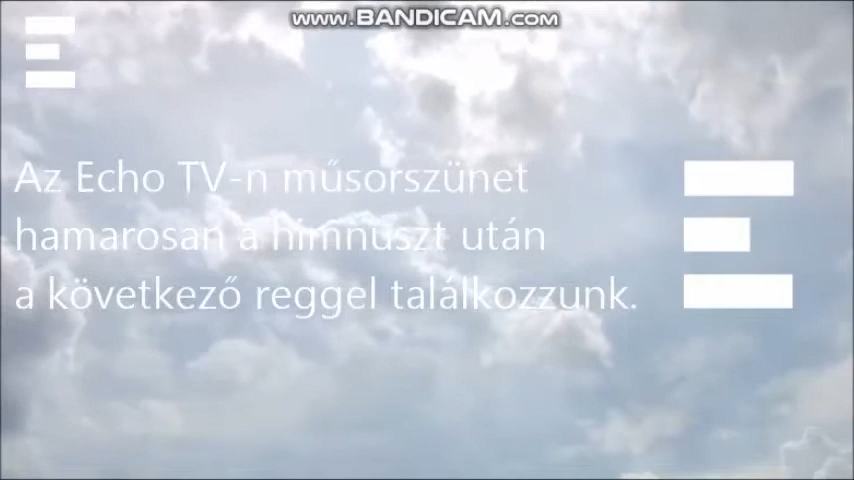 www.BANDICAM.com
Az Echo TV-n műsorszünet
hamarosan a himnuszt után
a következő reggel találkozzunk.